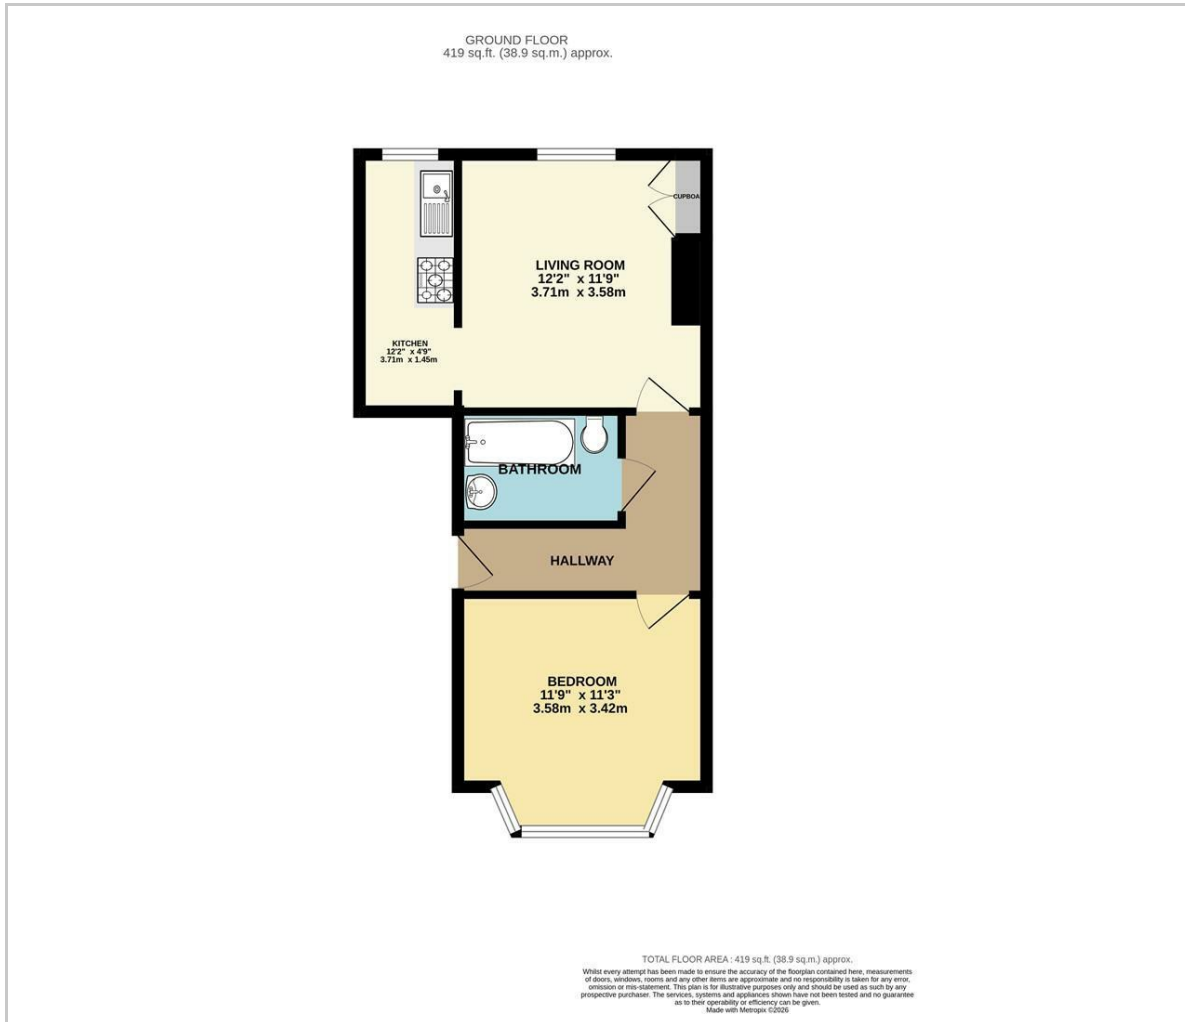 GROUND FLOOR
419 sq.ft. (38.9 sq.m.) approx.
CUPBOA
LIVING ROOM
12'2" x 11'9"
3.71m x 3.58m
KITCHEN
12'2" x 4'9"
3.71m x 1.45m
BATHROOM
HALLWAY
BEDROOM
11'9" x 11'3"
3.58m x 3.42m
TOTAL FLOOR AREA : 419 sq.ft. (38.9 sq.m.) approx.
Whilst every attempt has been made to ensure the accuracy of the floorplan contained here, measurements
of doors, windows, rooms and any other items are approximate and no responsibility is taken for any error,
omission or mis-statement. This plan is for illustrative purposes only and should be used as such by any
prospective purchaser. The services, systems and appliances shown have not been tested and no guarantee
as to their operability or efficiency can be given.
Made with Metropix ©2026